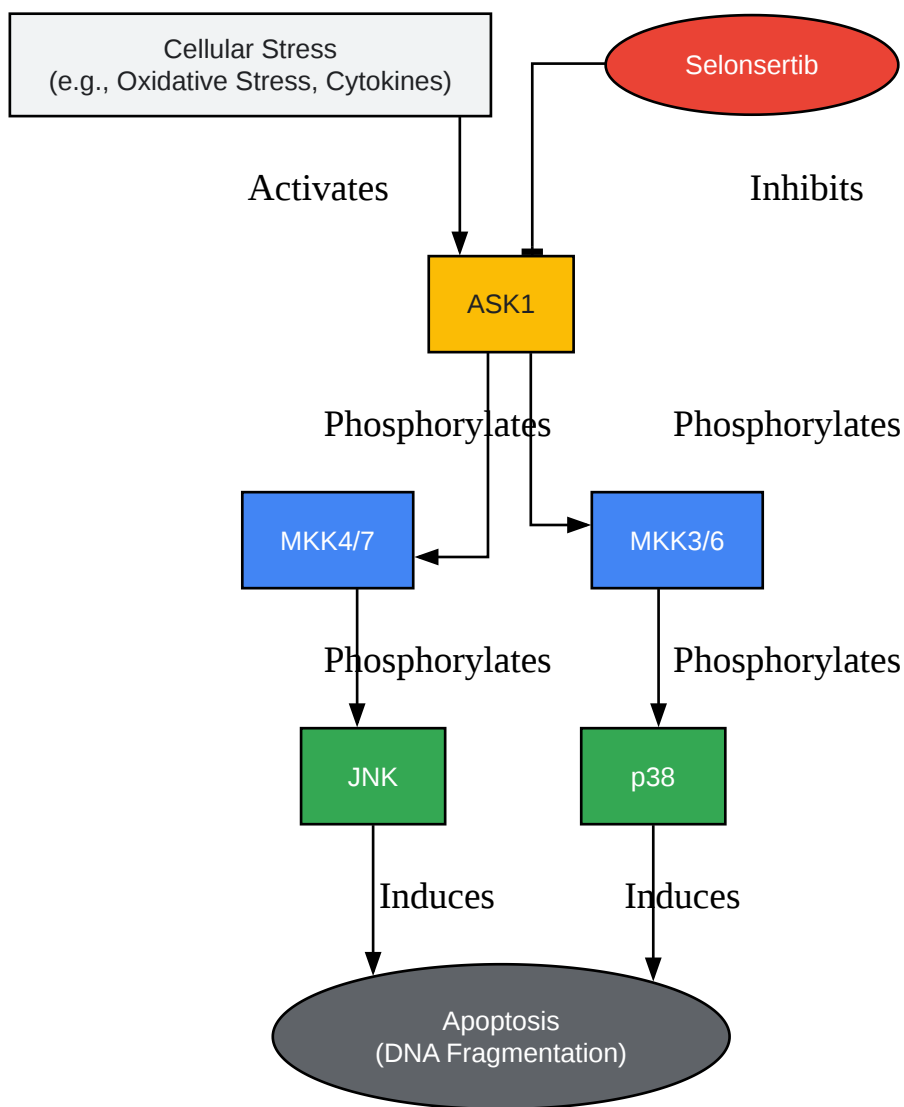 Cellular Stress
(e.g., Oxidative Stress, Cytokines)
Selonsertib
Activates
Inhibits
ASK1
Phosphorylates
Phosphorylates
MKK4/7
MKK3/6
Phosphorylates
Phosphorylates
JNK
p38
Induces
Induces
Apoptosis
(DNA Fragmentation)